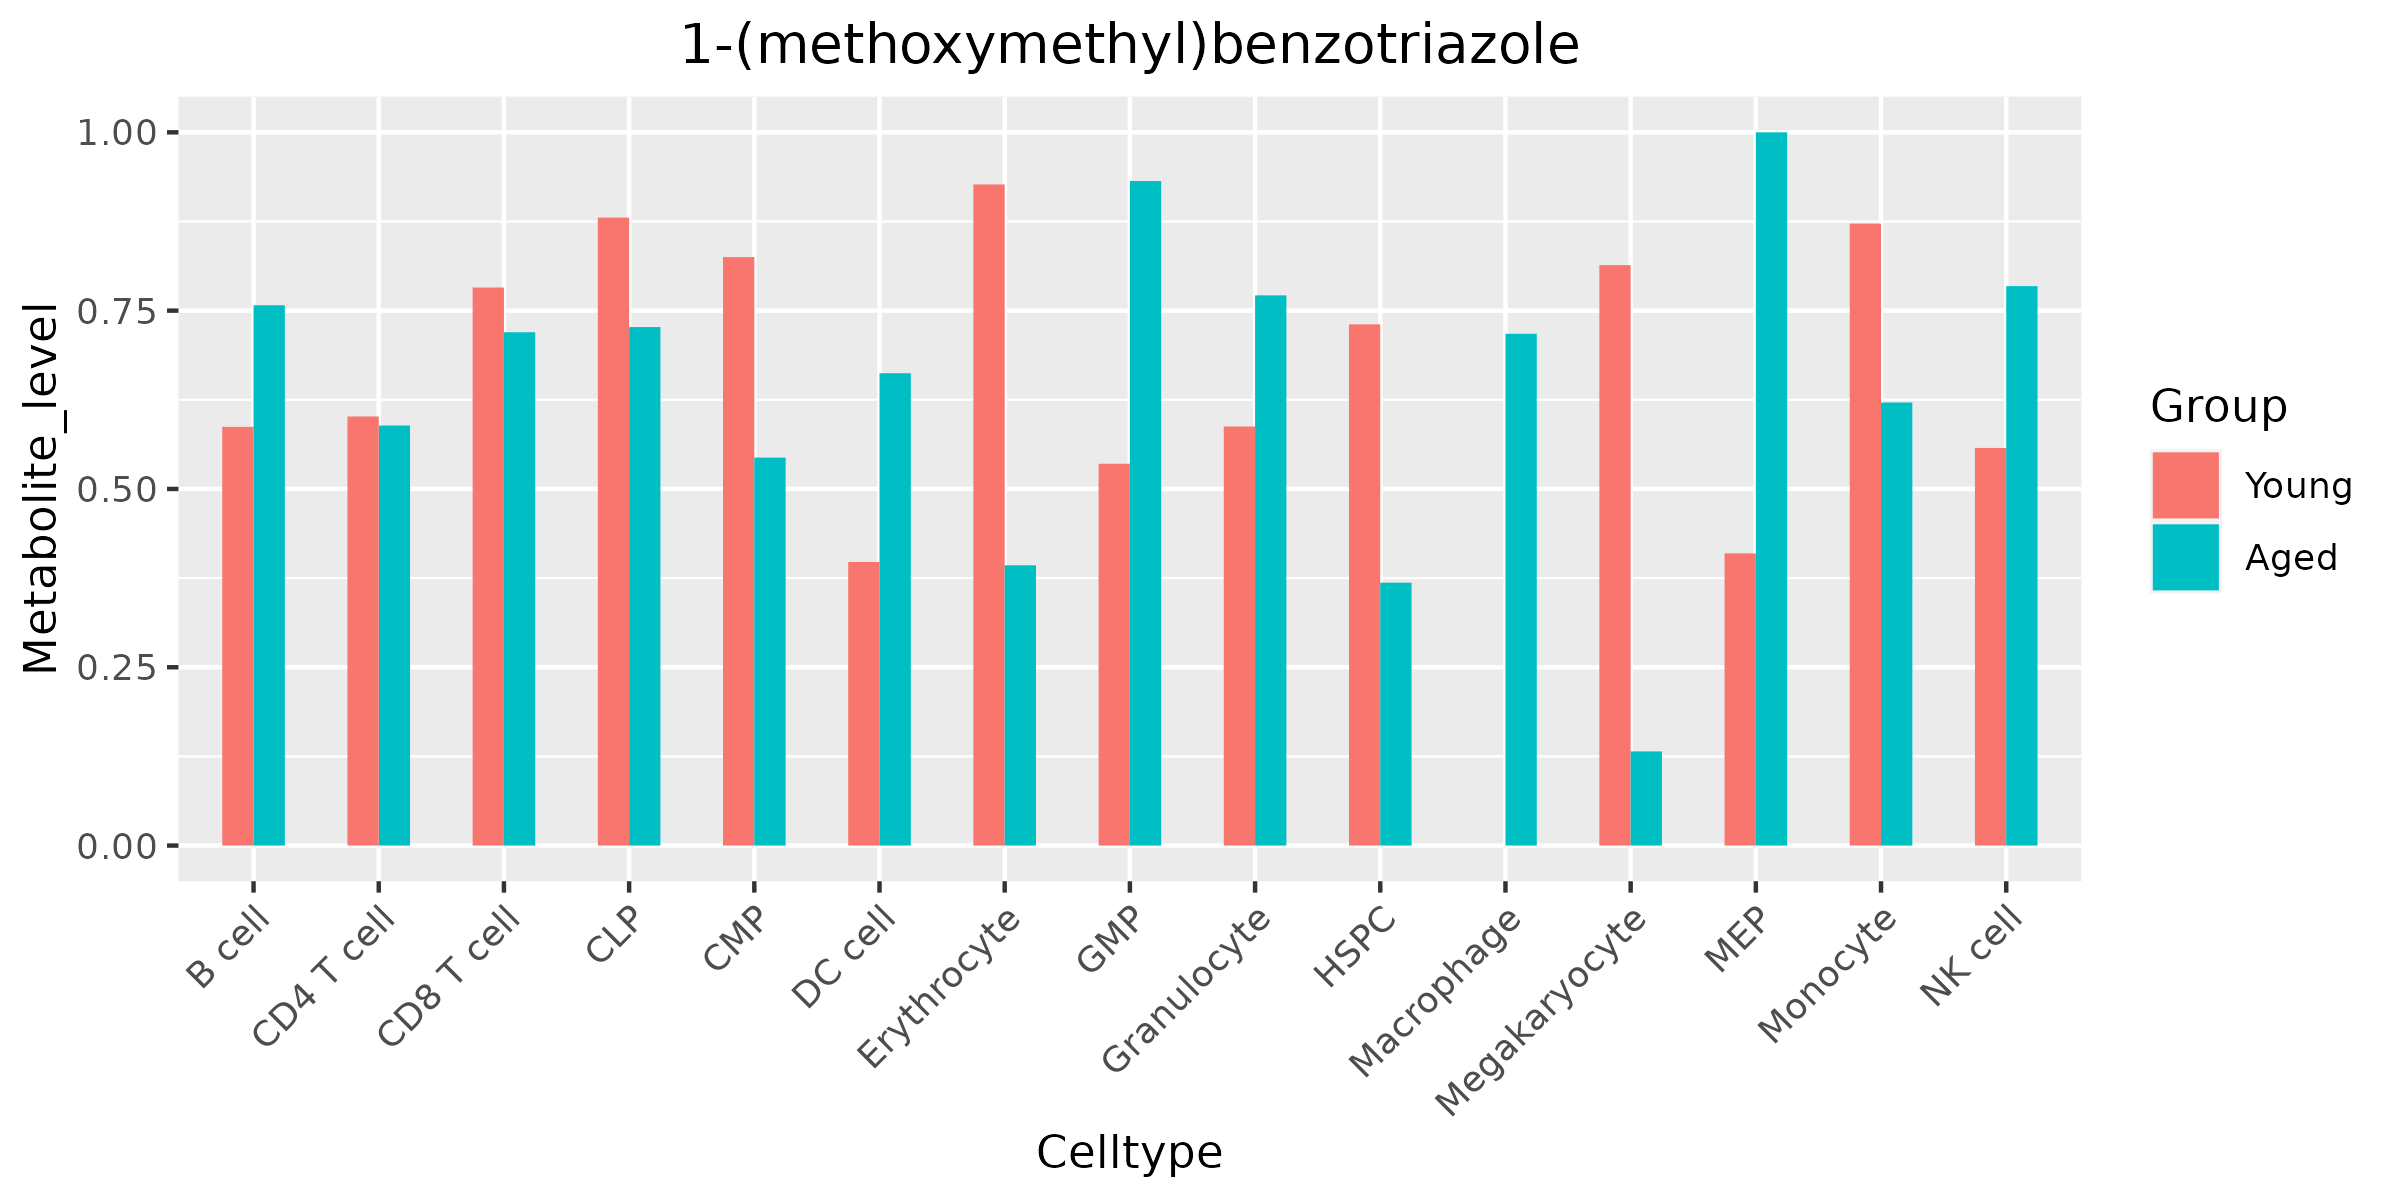 1-(methoxymethyl)benzotriazole
Metabolite_level
1.00
0.75
0.50
0.25
0.00
B cell
CD4 T cell
CD8 T cell
CLP
CMP
DC cell
Erythrocyte
GMP
Granulocyte
HSPC
Macrophage
Megakaryocyte
MEP
Monocyte
NK cell
Celltype
Group
Young
Aged